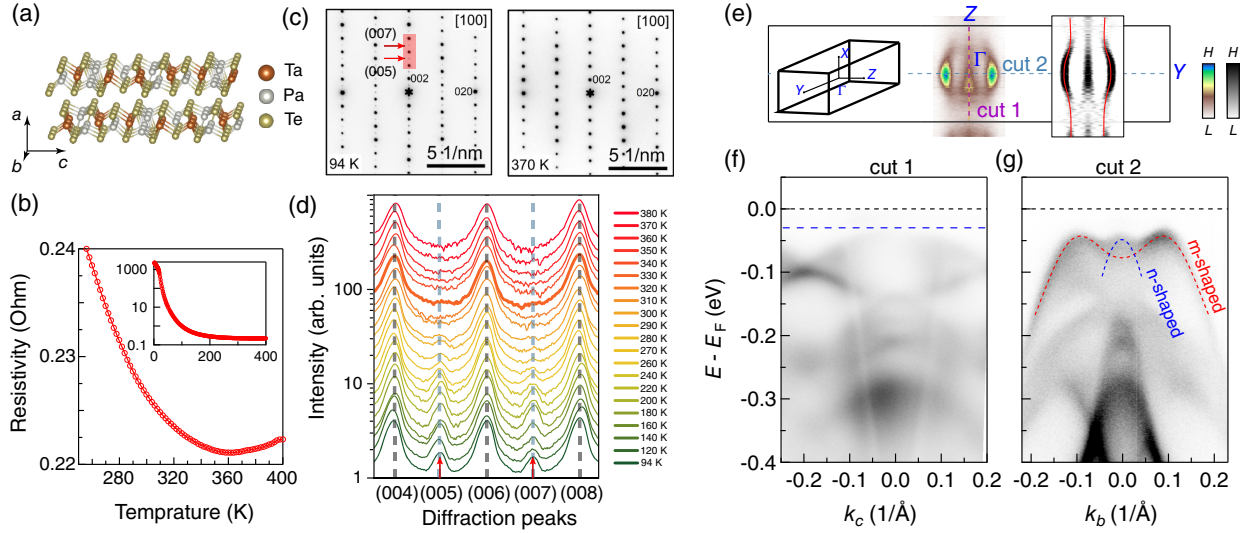 (a)
Ta
Pa
Te
a
b
c
(b)
Resistivity (Ohm)
0.24
0.23
0.22
1000
10
0.1
0
200
400
250
280
320
360
400
Temprature (K)
(c)
[100]
(007)
(005)
002
020
94 K
5 1/nm
[100]
002
020
370 K
5 1/nm
(d)
Intensity (arb. units)
100
10
1
(004)
(005)
(006)
(007)
(008)
Diffraction peaks
380 K
370 K
360 K
350 K
340 K
330 K
320 K
310 K
300 K
290 K
280 K
270 K
260 K
240 K
220 K
200 K
180 K
160 K
140 K
120 K
94 K
(e)
X
Z
Y
Γ
Z
Γ
cut 2
cut 1
Y
H
H
L
L
(f)
cut 1
E - E_F (eV)
0.0
-0.1
-0.2
-0.3
-0.4
-0.2
-0.1
0.0
0.1
0.2
k_c (1/Å)
(g)
cut 2
m-shaped
n-shaped
-0.2
-0.1
0.0
0.1
0.2
k_b (1/Å)